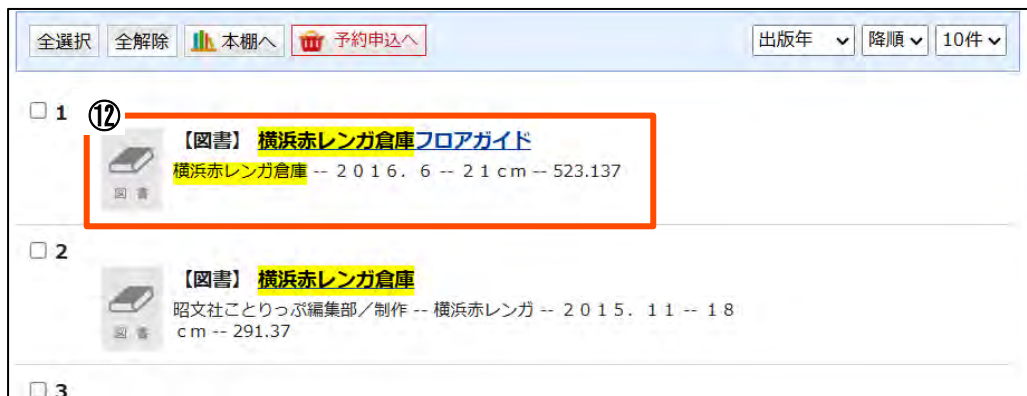 全選択 全解除 本棚へ 予約申込へ 出版年 降順 10件
1 ⑫
【図書】 横浜赤レンガ倉庫フロアガイド
横浜赤レンガ倉庫 -- ２０１６．６ -- ２１ｃｍ -- 523.137
図 書
2
【図書】 横浜赤レンガ倉庫
昭文社ことりっぷ編集部／制作 -- 横浜赤レンガ -- ２０１５．１１ -- １８
ｃｍ -- 291.37
図 書
3